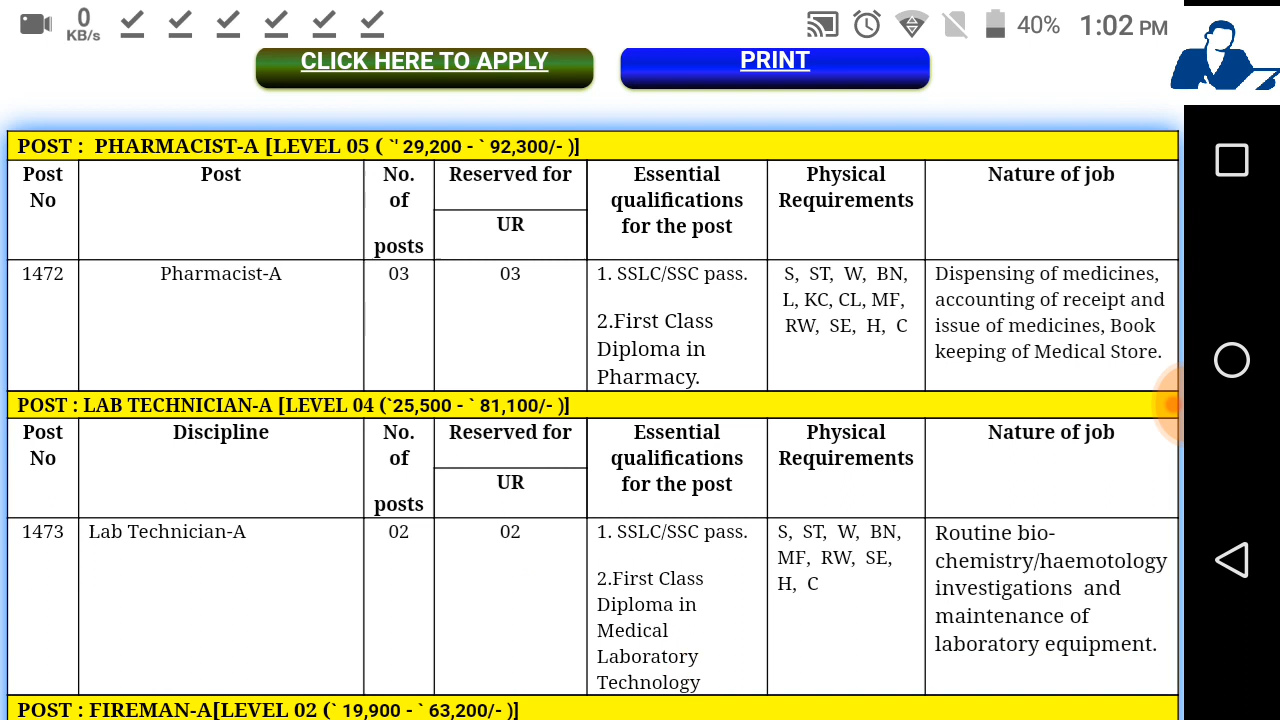 0
KB/s
40%
1:02 PM
CLICK HERE TO APPLY
PRINT
POST : PHARMACIST-A [LEVEL 05 ( `' 29,200 - ` 92,300/- )]
Post No
Post
No. of posts
Reserved for
UR
Essential qualifications for the post
Physical Requirements
Nature of job
1472
Pharmacist-A
03
03
1. SSLC/SSC pass.
2.First Class
Diploma in
Pharmacy.
S, ST, W, BN,
L, KC, CL, MF,
RW, SE, H, C
Dispensing of medicines,
accounting of receipt and
issue of medicines, Book
keeping of Medical Store.
POST : LAB TECHNICIAN-A [LEVEL 04 (`25,500 - ` 81,100/- )]
Post No
Discipline
No. of posts
Reserved for
UR
Essential qualifications for the post
Physical Requirements
Nature of job
1473
Lab Technician-A
02
02
1. SSLC/SSC pass.
2.First Class
Diploma in
Medical
Laboratory
Technology
S, ST, W, BN,
MF, RW, SE,
H, C
Routine bio-
chemistry/haemotology
investigations and
maintenance of
laboratory equipment.
POST : FIREMAN-A[LEVEL 02 (` 19,900 - ` 63,200/- )]